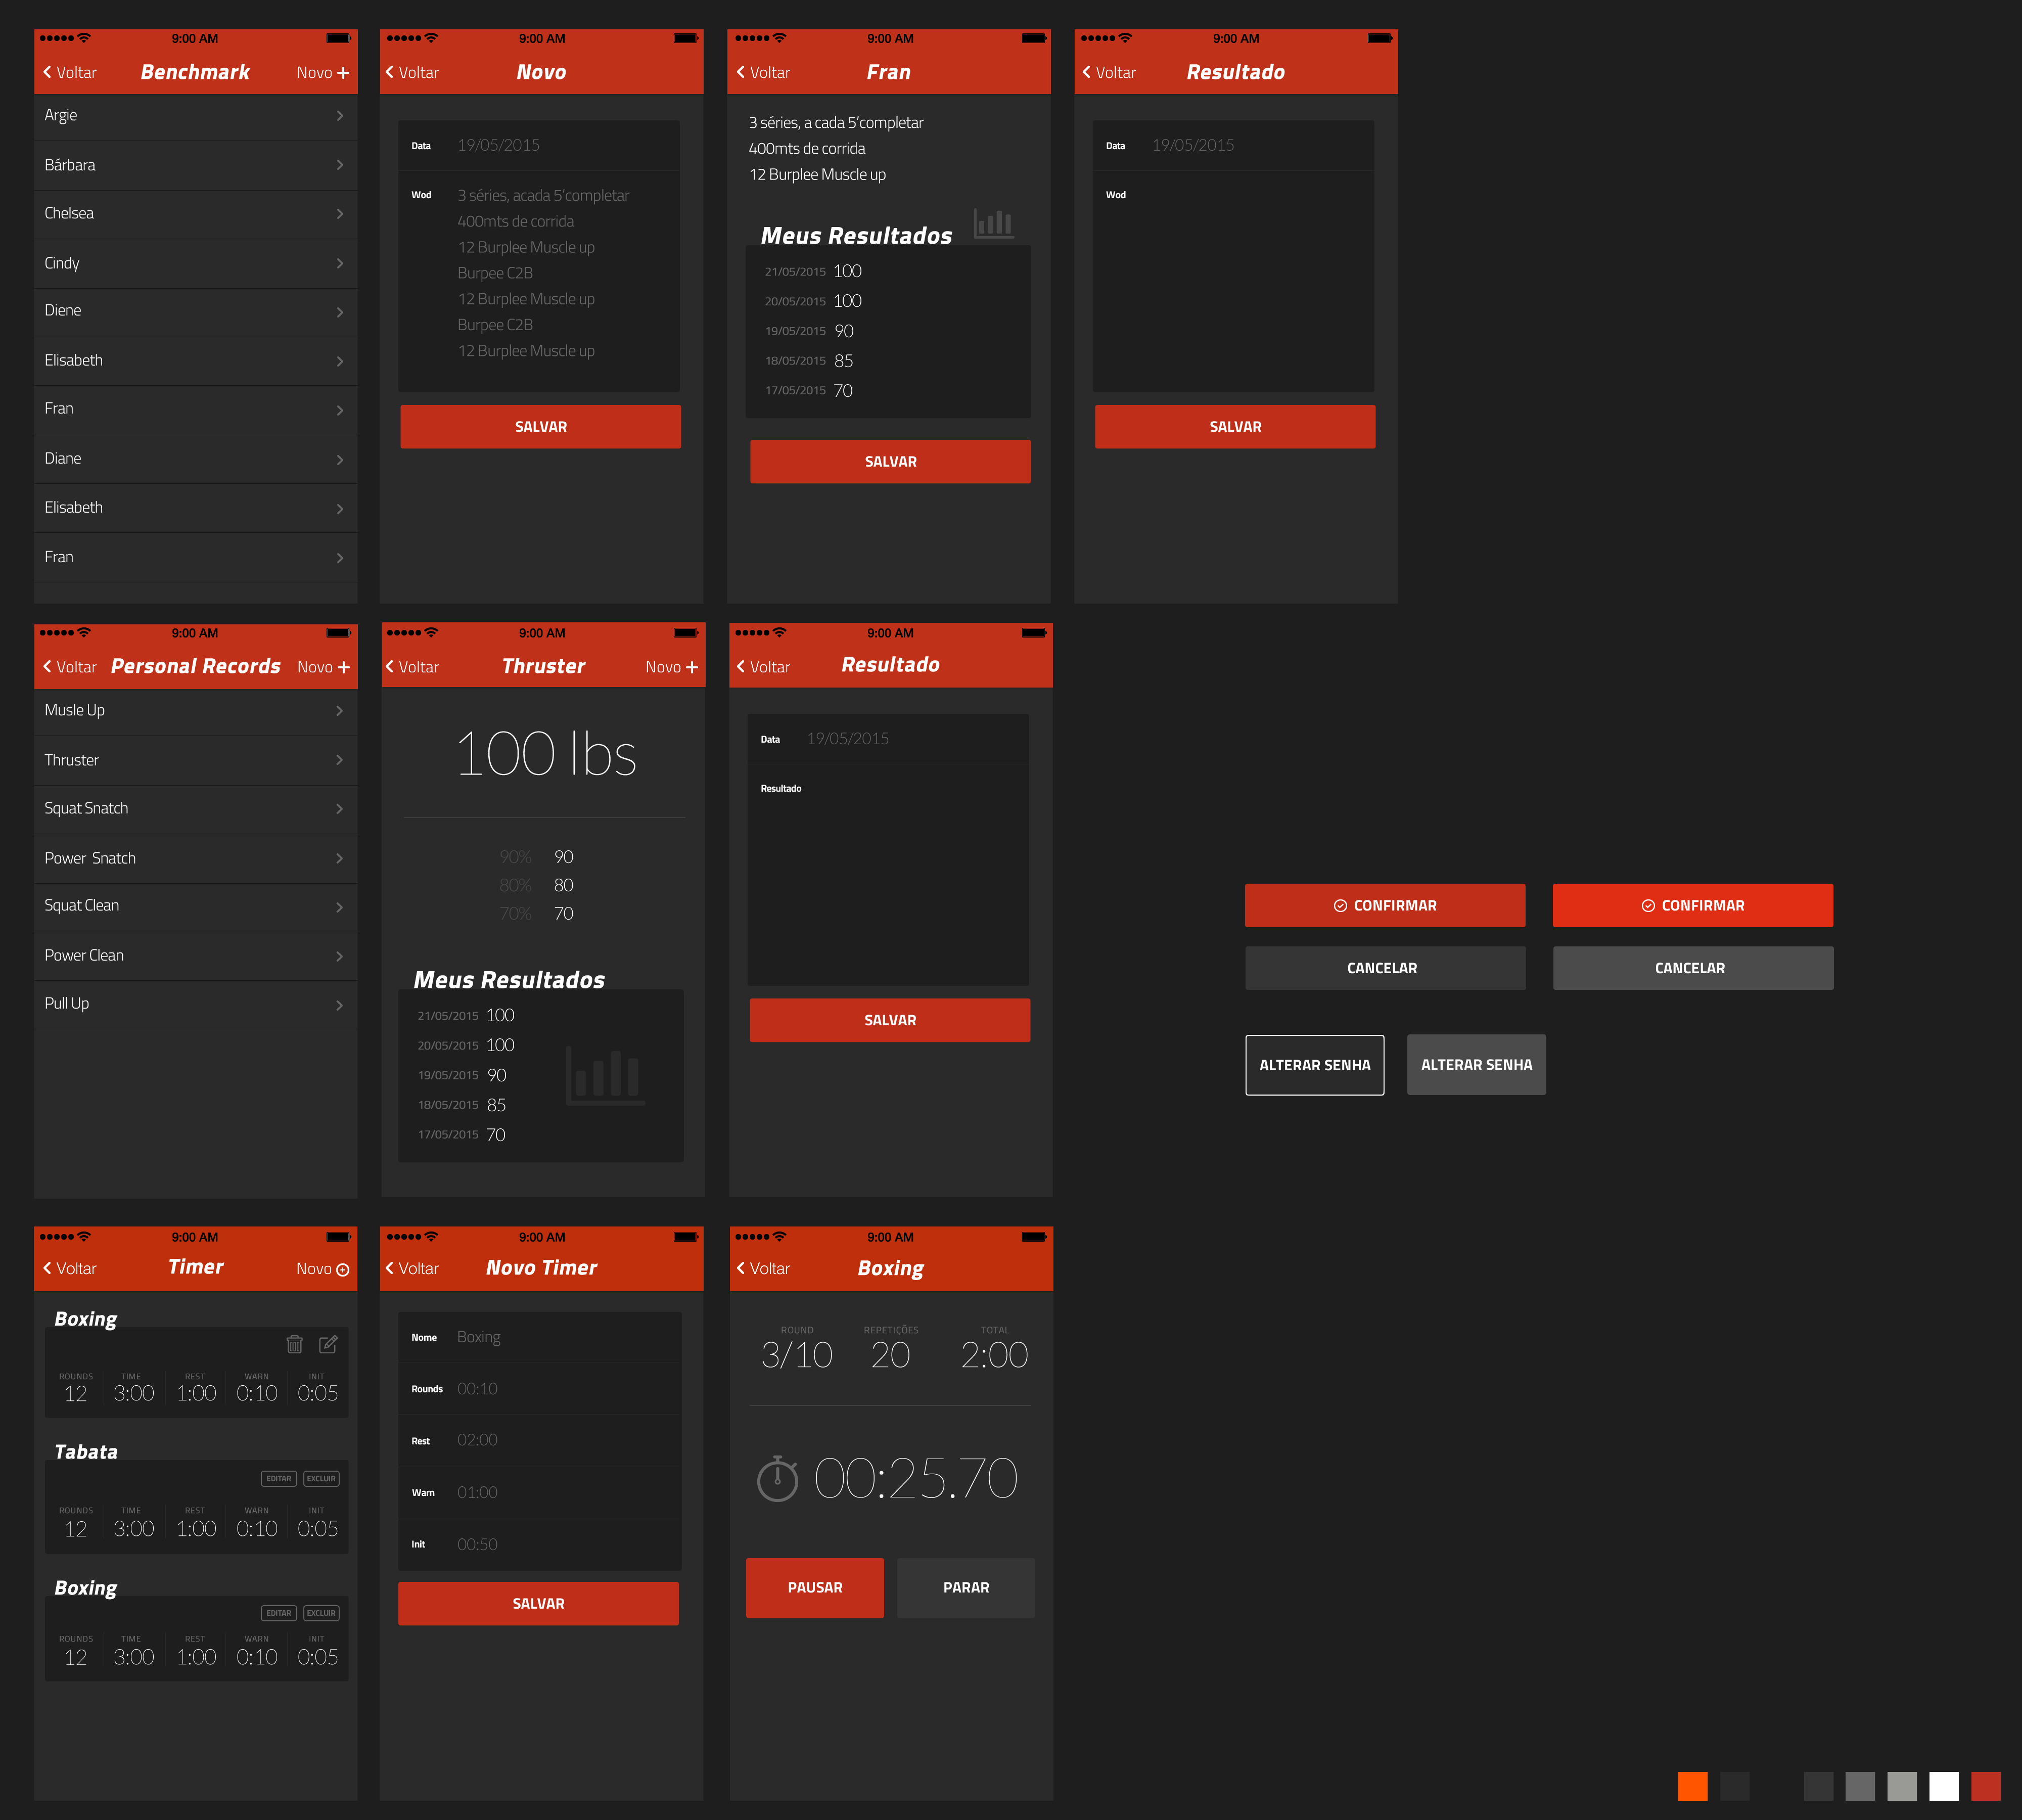 9:00 AM
Voltar Benchmark Novo
Argie
Bárbara
Chelsea
Cindy
Diene
Elisabeth
Fran
Diane
Elisabeth
Fran
9:00 AM
Voltar Novo
Data 19/05/2015
Wod 3 séries, acada 5'completar
400mts de corrida
12 Burplee Muscle up
Burpee C2B
12 Burplee Muscle up
Burpee C2B
12 Burplee Muscle up
SALVAR
9:00 AM
Voltar Fran
3 séries, a cada 5'completar
400mts de corrida
12 Burplee Muscle up
Meus Resultados
21/05/2015 100
20/05/2015 100
19/05/2015 90
18/05/2015 85
17/05/2015 70
SALVAR
9:00 AM
Voltar Resultado
Data 19/05/2015
Wod
SALVAR
9:00 AM
Voltar Personal Records Novo
Musle Up
Thruster
Squat Snatch
Power Snatch
Squat Clean
Power Clean
Pull Up
9:00 AM
Voltar Thruster Novo
100 lbs
90% 90
80% 80
70% 70
Meus Resultados
21/05/2015 100
20/05/2015 100
19/05/2015 90
18/05/2015 85
17/05/2015 70
9:00 AM
Voltar Resultado
Data 19/05/2015
Resultado
SALVAR
CONFIRMAR CONFIRMAR
CANCELAR CANCELAR
ALTERAR SENHA ALTERAR SENHA
9:00 AM
Voltar Timer Novo
Boxing
ROUNDS TIME REST WARN INIT
12 3:00 1:00 0:10 0:05
Tabata
EDITAR EXCLUIR
ROUNDS TIME REST WARN INIT
12 3:00 1:00 0:10 0:05
Boxing
EDITAR EXCLUIR
ROUNDS TIME REST WARN INIT
12 3:00 1:00 0:10 0:05
9:00 AM
Voltar Novo Timer
Nome Boxing
Rounds 00:10
Rest 02:00
Warn 01:00
Init 00:50
SALVAR
9:00 AM
Voltar Boxing
ROUND REPETIÇÕES TOTAL
3/10 20 2:00
00:25.70
PAUSAR PARAR